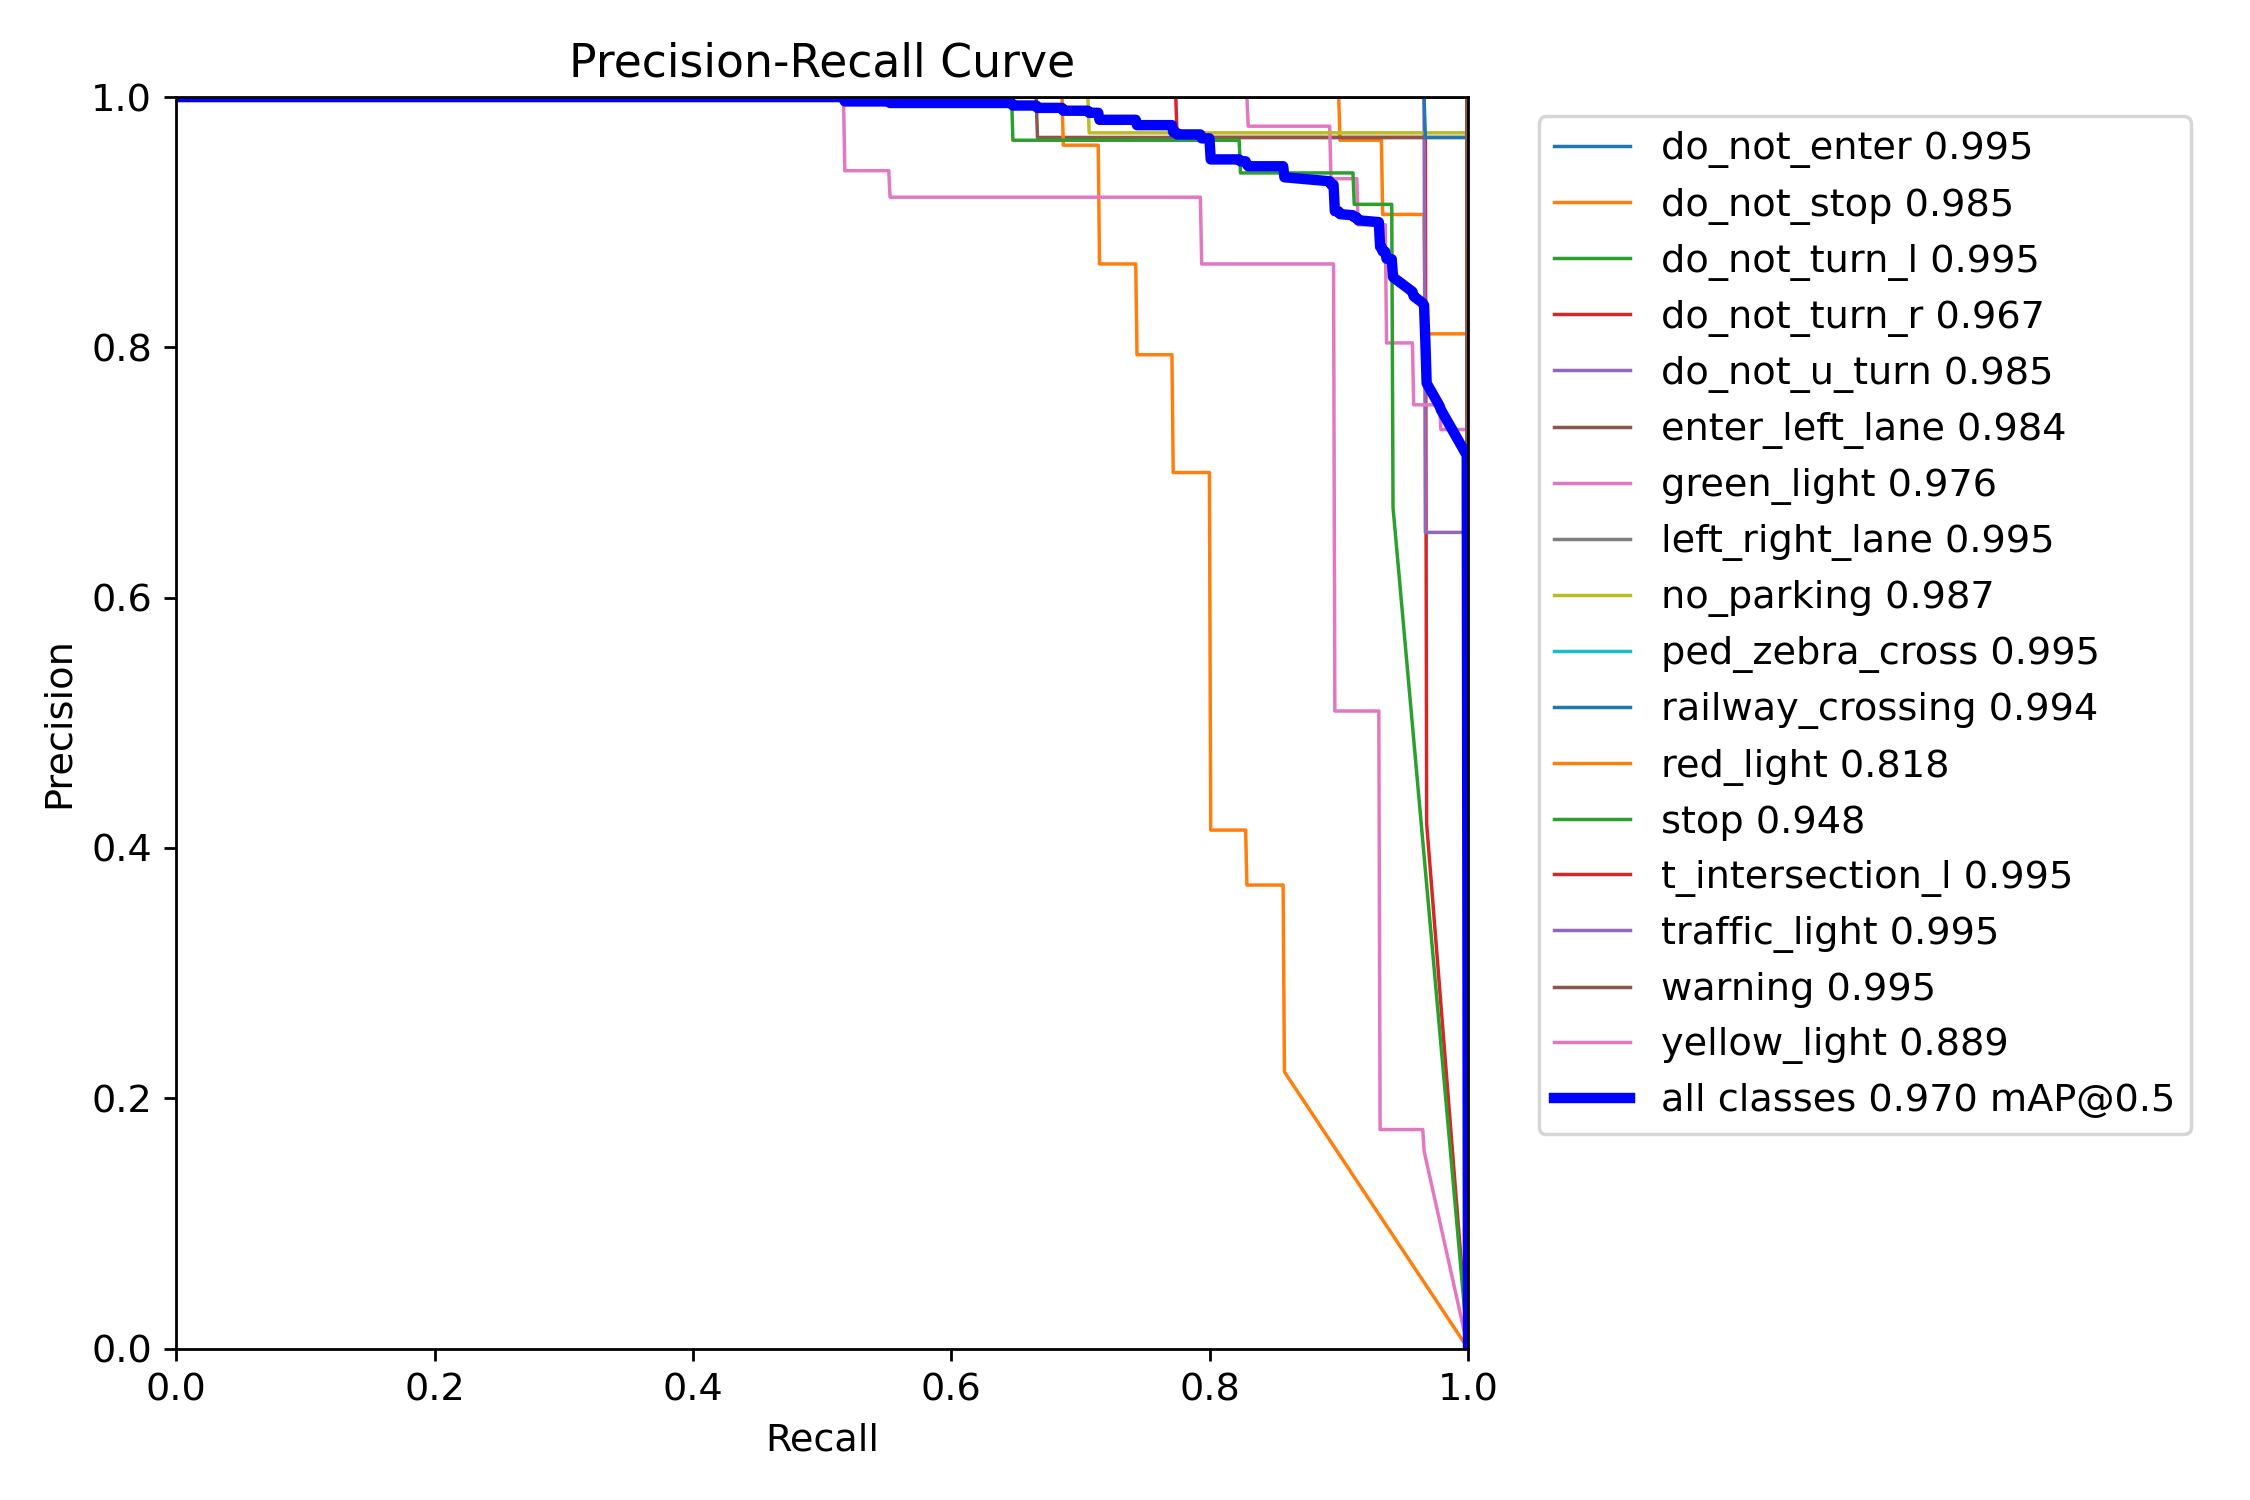 Precision-Recall Curve
1.0
0.8
0.6
0.4
0.2
0.0
Precision
0.0 0.2 0.4 0.6 0.8 1.0
Recall
do_not_enter 0.995
do_not_stop 0.985
do_not_turn_l 0.995
do_not_turn_r 0.967
do_not_u_turn 0.985
enter_left_lane 0.984
green_light 0.976
left_right_lane 0.995
no_parking 0.987
ped_zebra_cross 0.995
railway_crossing 0.994
red_light 0.818
stop 0.948
t_intersection_l 0.995
traffic_light 0.995
warning 0.995
yellow_light 0.889
all classes 0.970 mAP@0.5